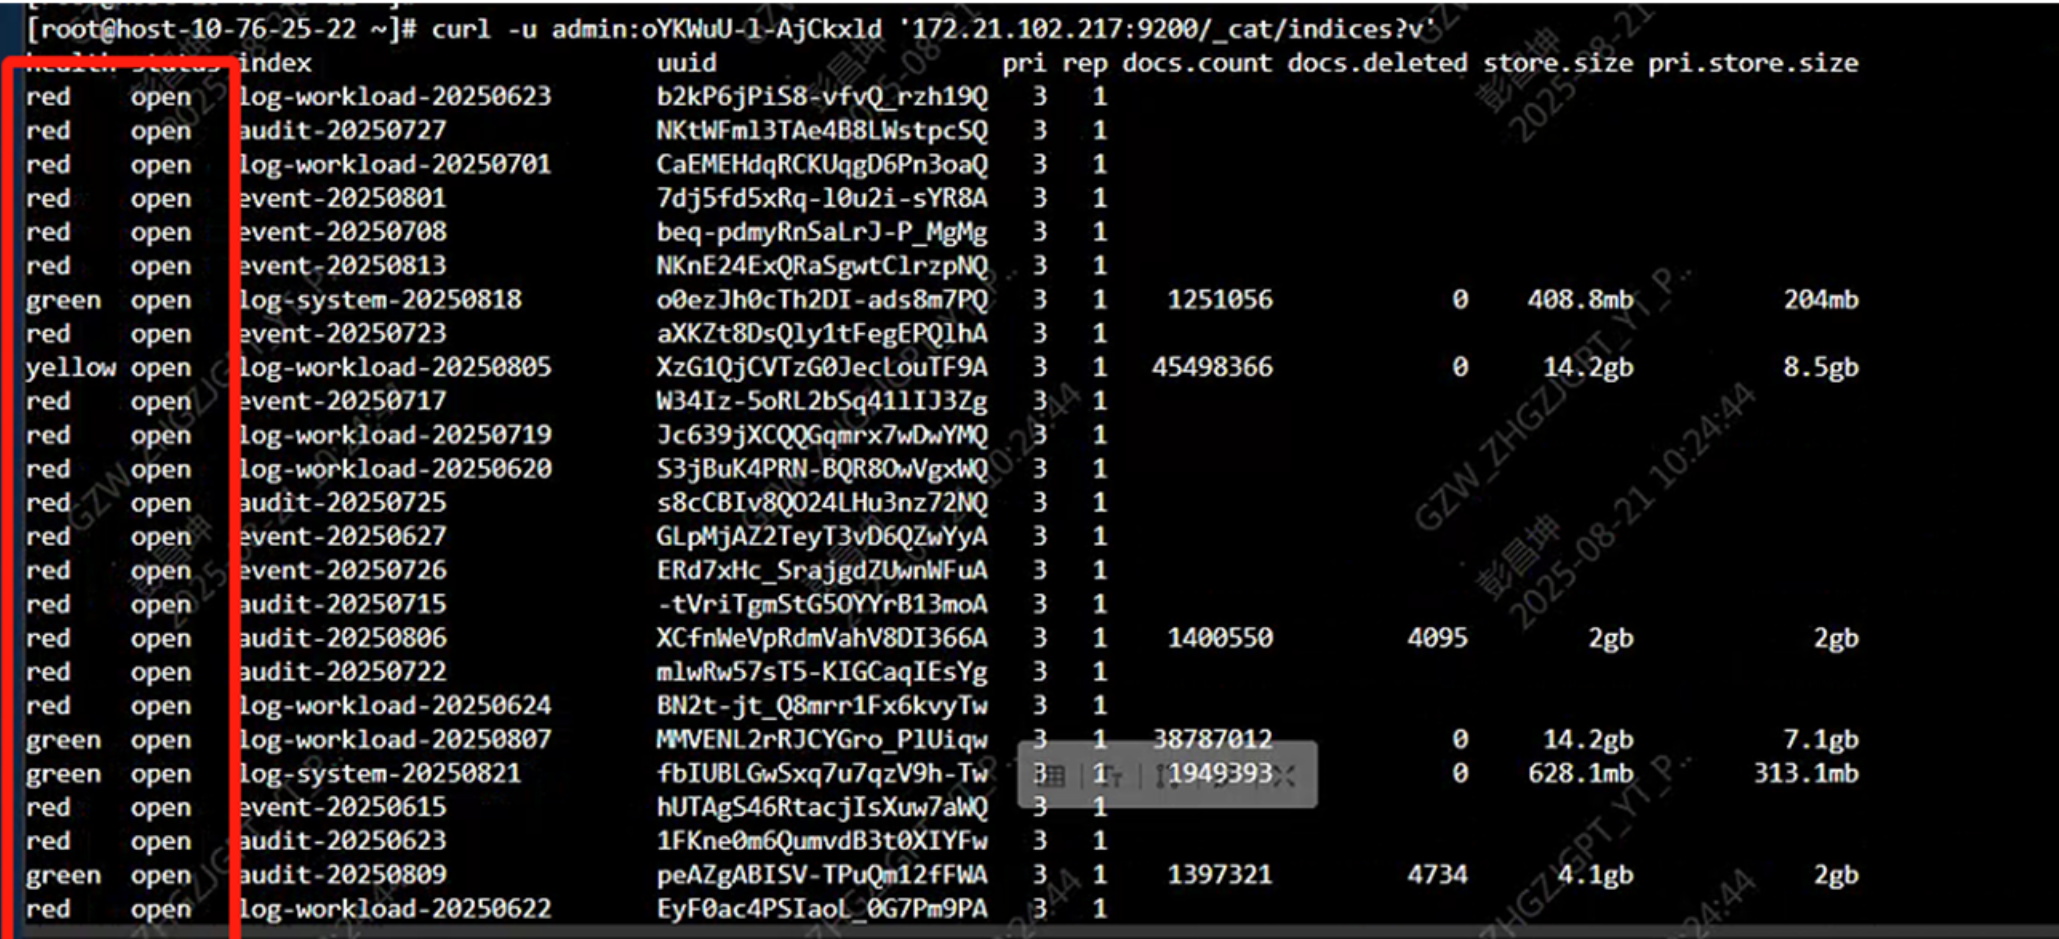 [root@host-10-76-25-22 ~]# curl -u admin:oYKWuU-l-AjCkxld '172.21.102.217:9200/_cat/indices?v'
health status index uuid pri rep docs.count docs.deleted store.size pri.store.size
red open log-workload-20250623 b2kP6jPiS8-vfvQ_rzh19Q 3 1
red open audit-20250727 NKtWFml3TAe4B8LWstpcSQ 3 1
red open log-workload-20250701 CaEMEHdqRCKUqgD6Pn3oaQ 3 1
red open event-20250801 7dj5fd5xRq-l0u2i-sYR8A 3 1
red open event-20250708 beq-pdmyRnSaLrJ-P_MgMg 3 1
red open event-20250813 NKnE24ExQRaSgwtClrzpNQ 3 1
green open log-system-20250818 o0ezJh0cTh2DI-ads8m7PQ 3 1 1251056 0 408.8mb 204mb
red open event-20250723 aXKZt8DsQly1tFegEPQlhA 3 1
yellow open log-workload-20250805 XzG1QjCVTzG0JecLouTF9A 3 1 45498366 0 14.2gb 8.5gb
red open event-20250717 W34Iz-5oRL2bSq41lIJ3Zg 3 1
red open log-workload-20250719 Jc639jXCQQGqmrx7wDwYMQ 3 1
red open log-workload-20250620 S3jBuK4PRN-BQR8OwVgxWQ 3 1
red open audit-20250725 s8cCBIv8QO24LHu3nz72NQ 3 1
red open event-20250627 GLpMjAZ2TeyT3vD6QZwYyA 3 1
red open event-20250726 ERd7xHc_SrajgdZUwnWFuA 3 1
red open audit-20250715 -tVriTgmStG5OYYrB13moA 3 1
red open audit-20250806 XCfnWeVpRdmVahV8DI366A 3 1 1400550 4095 2gb 2gb
red open audit-20250722 mlwRw57sT5-KIGCaqIEsYg 3 1
red open log-workload-20250624 BN2t-jt_Q8mrr1Fx6kvyTw 3 1
green open log-workload-20250807 MMVENL2rRJCYGro_PlUiqw 3 1 38787012 0 14.2gb 7.1gb
green open log-system-20250821 fbIUBLGwSxq7u7qzV9h-Tw 3 1 1949393 0 628.1mb 313.1mb
red open event-20250615 hUTAgS46RtacjIsXuw7aWQ 3 1
red open audit-20250623 1FKne0m6QumvdB3t0XIYFw 3 1
green open audit-20250809 peAZgABISV-TPuQm12fFWA 3 1 1397321 4734 4.1gb 2gb
red open log-workload-20250622 EyF0ac4PSIaoL_0G7Pm9PA 3 1
GZW_ZHGZJGPT_YT_P..
彭昌坤
2025-08-21 10:24:44